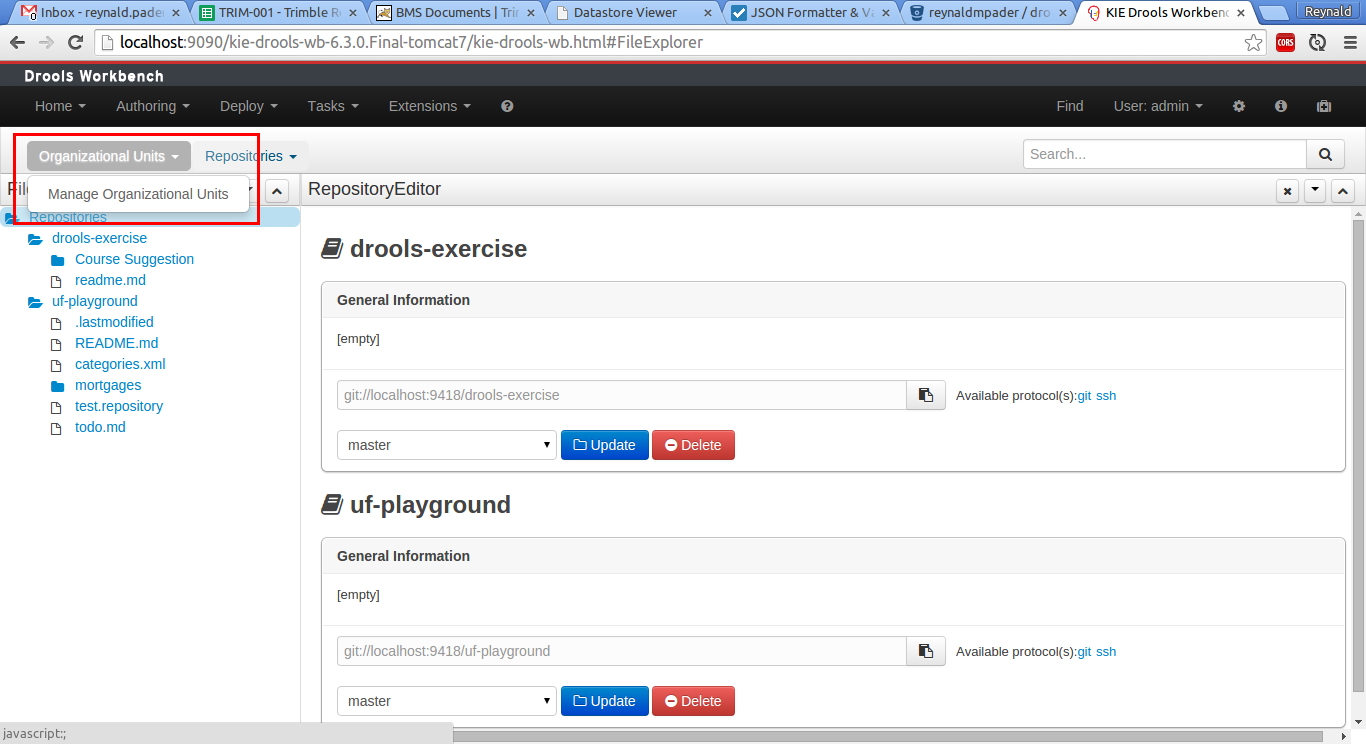 Inbox - reynald.pader
TRIM-001 - Trimble R
BMS Documents | Trim
Datastore Viewer
JSON Formatter & Va
reynaldmpader / dro
KIE Drools Workbenc
Reynald
localhost:9090/kie-drools-wb-6.3.0.Final-tomcat7/kie-drools-wb.html#FileExplorer
CORS
Drools Workbench
Home Authoring Deploy Tasks Extensions ? Find User: admin
Organizational Units Repositories Search...
Manage Organizational Units
RepositoryEditor
Repositories
drools-exercise
Course Suggestion
readme.md
uf-playground
.lastmodified
README.md
categories.xml
mortgages
test.repository
todo.md
drools-exercise
General Information
[empty]
git://localhost:9418/drools-exercise Available protocol(s):git ssh
master Update Delete
uf-playground
General Information
[empty]
git://localhost:9418/uf-playground Available protocol(s):git ssh
master Update Delete
javascript:;